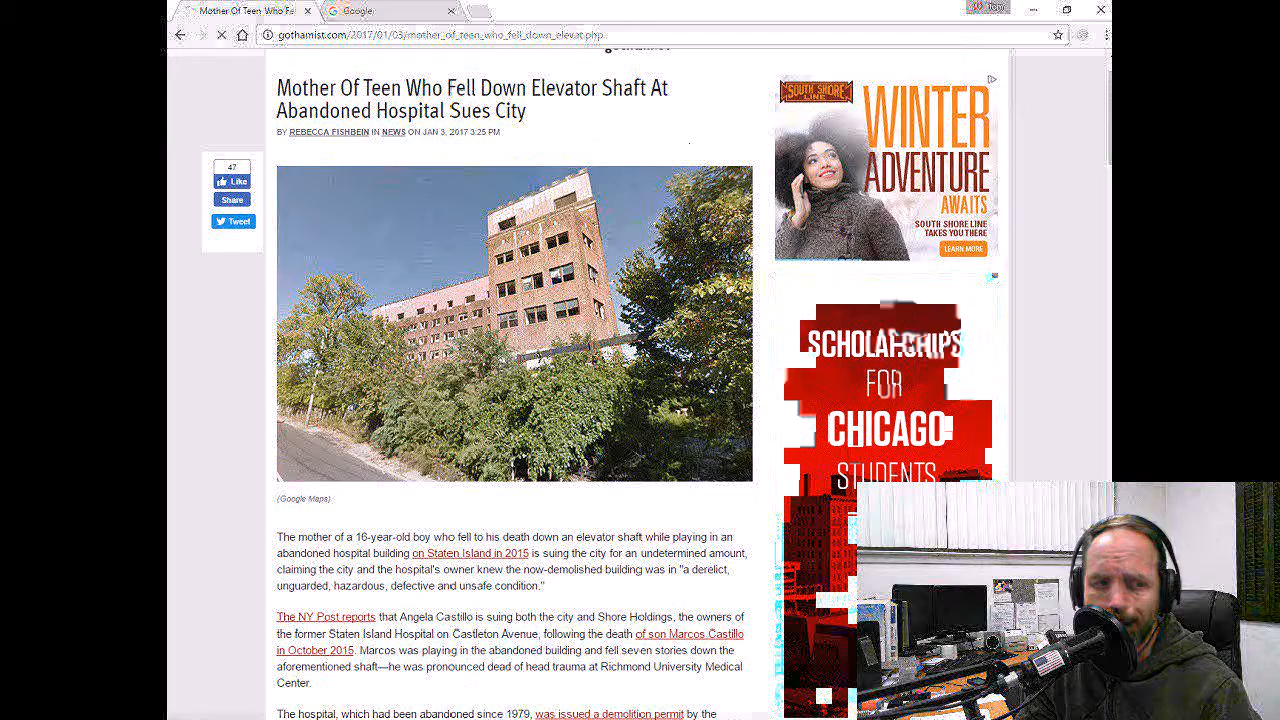 Mother Of Teen Who Fel
Google
gothamist.com/2017/01/03/mother_of_teen_who_fell_down_elevat.php
Mother Of Teen Who Fell Down Elevator Shaft At
Abandoned Hospital Sues City
BY REBECCA FISHBEIN IN NEWS ON JAN 3, 2017 3:25 PM
47
Like
Share
Tweet
SOUTH SHORE
LINE
WINTER
ADVENTURE
AWAITS
SOUTH SHORE LINE
TAKES YOU THERE
LEARN MORE
SCHOLARSHIPS
FOR
CHICAGO
STUDENTS
(Google Maps)
The mother of a 16-year-old boy who fell to his death down an elevator shaft while playing in an
abandoned hospital building on Staten Island in 2015 is suing the city for an undetermined amount,
claiming the city and the hospital's owner knew the now-demolished building was in "a derelict,
unguarded, hazardous, defective and unsafe condition."
The NY Post reports that Angela Castillo is suing both the city and Shore Holdings, the owners of
the former Staten Island Hospital on Castleton Avenue, following the death of son Marcos Castillo
in October 2015. Marcos was playing in the abandoned building and fell seven stories down the
aforementioned shaft—he was pronounced dead of head trauma at Richmond University Medical
Center.
The hospital, which had been abandoned since 1979, was issued a demolition permit by the